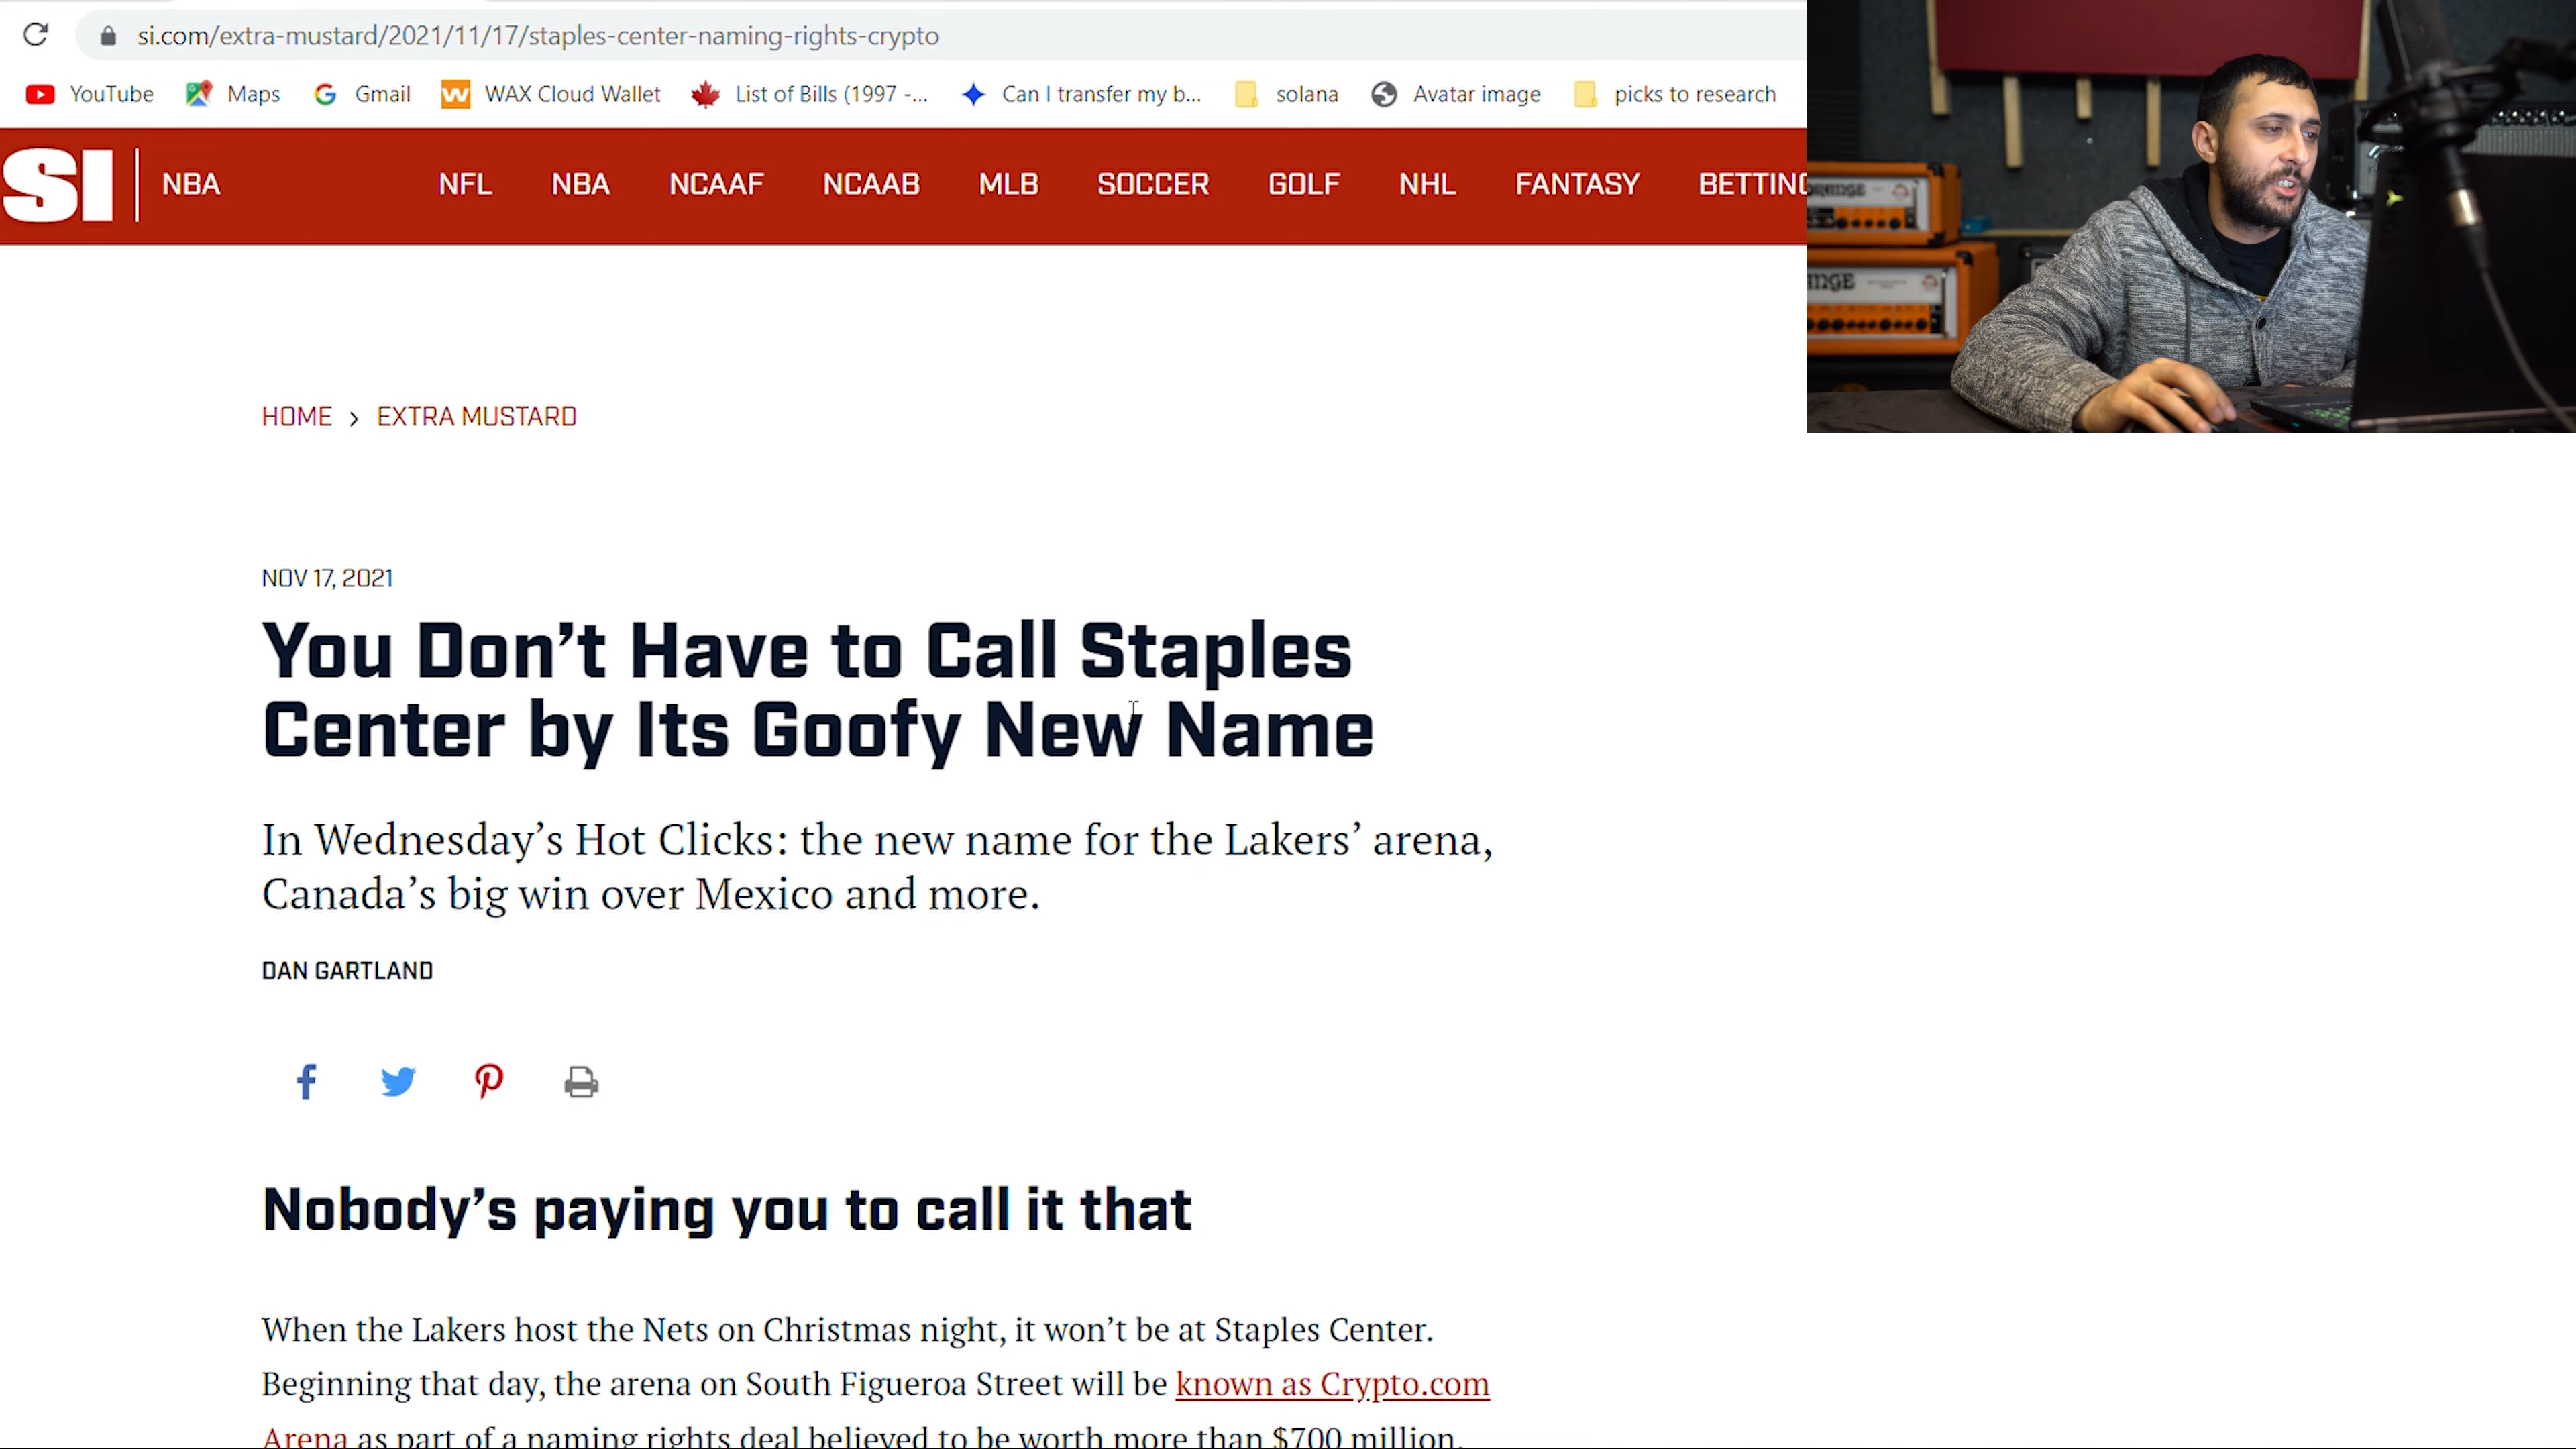 si.com/extra-mustard/2021/11/17/staples-center-naming-rights-crypto
YouTube Maps Gmail WAX Cloud Wallet List of Bills (1997 -... Can I transfer my b... solana Avatar image picks to research
SI NBA NFL NBA NCAAF NCAAB MLB SOCCER GOLF NHL FANTASY BETTING
ORANGE
HOME > EXTRA MUSTARD
NOV 17, 2021
You Don’t Have to Call Staples
Center by Its Goofy New Name
In Wednesday’s Hot Clicks: the new name for the Lakers’ arena,
Canada’s big win over Mexico and more.
DAN GARTLAND
Nobody’s paying you to call it that
When the Lakers host the Nets on Christmas night, it won’t be at Staples Center.
Beginning that day, the arena on South Figueroa Street will be known as Crypto.com
Arena as part of a naming rights deal believed to be worth more than $700 million.